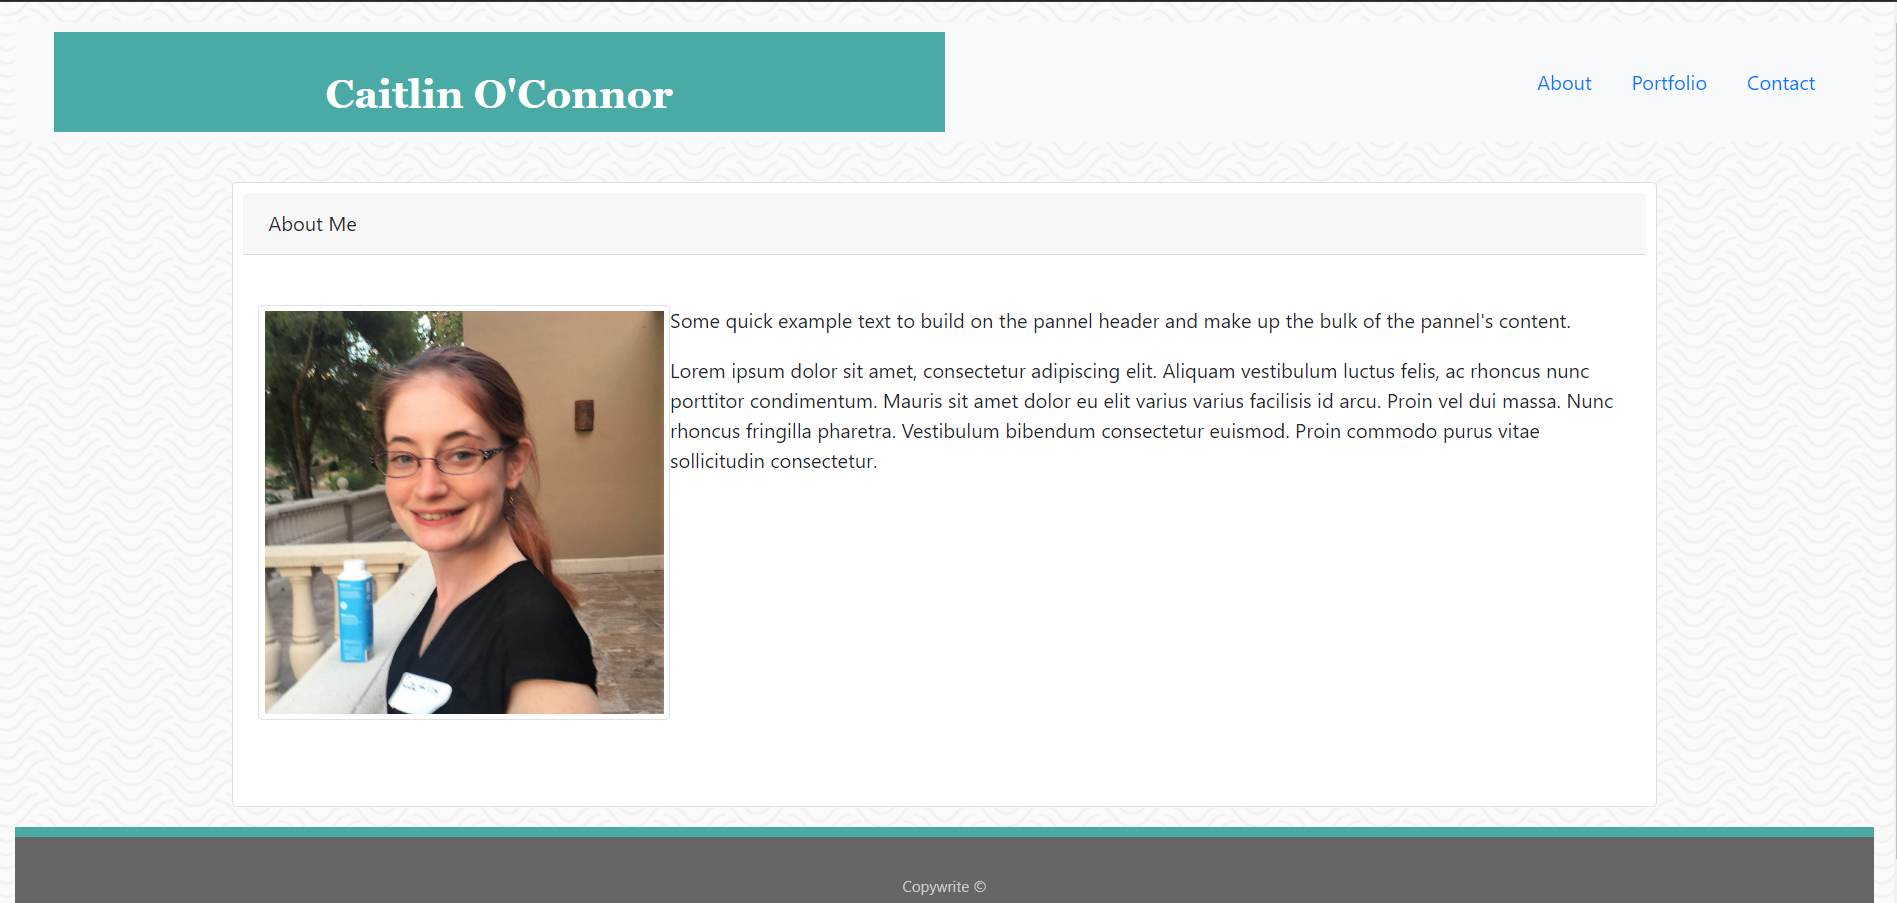 Caitlin O'Connor
About Portfolio Contact
About Me
Some quick example text to build on the pannel header and make up the bulk of the pannel's content.
Lorem ipsum dolor sit amet, consectetur adipiscing elit. Aliquam vestibulum luctus felis, ac rhoncus nunc
porttitor condimentum. Mauris sit amet dolor eu elit varius varius facilisis id arcu. Proin vel dui massa. Nunc
rhoncus fringilla pharetra. Vestibulum bibendum consectetur euismod. Proin commodo purus vitae
sollicitudin consectetur.
Copywrite ©